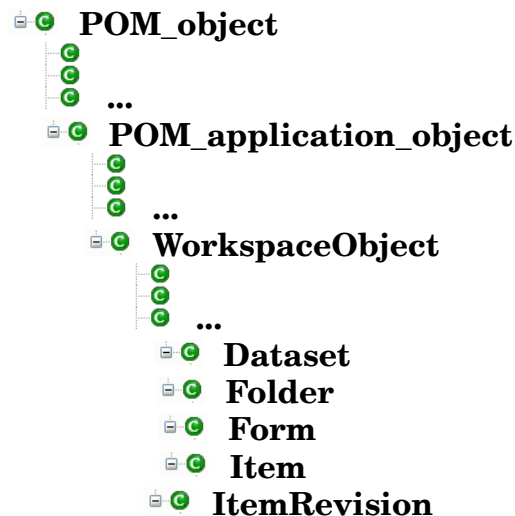 C POM_object
C
C
C ...
C POM_application_object
C
C
C ...
C WorkspaceObject
C
C
C ...
C Dataset
C Folder
C Form
C Item
C ItemRevision